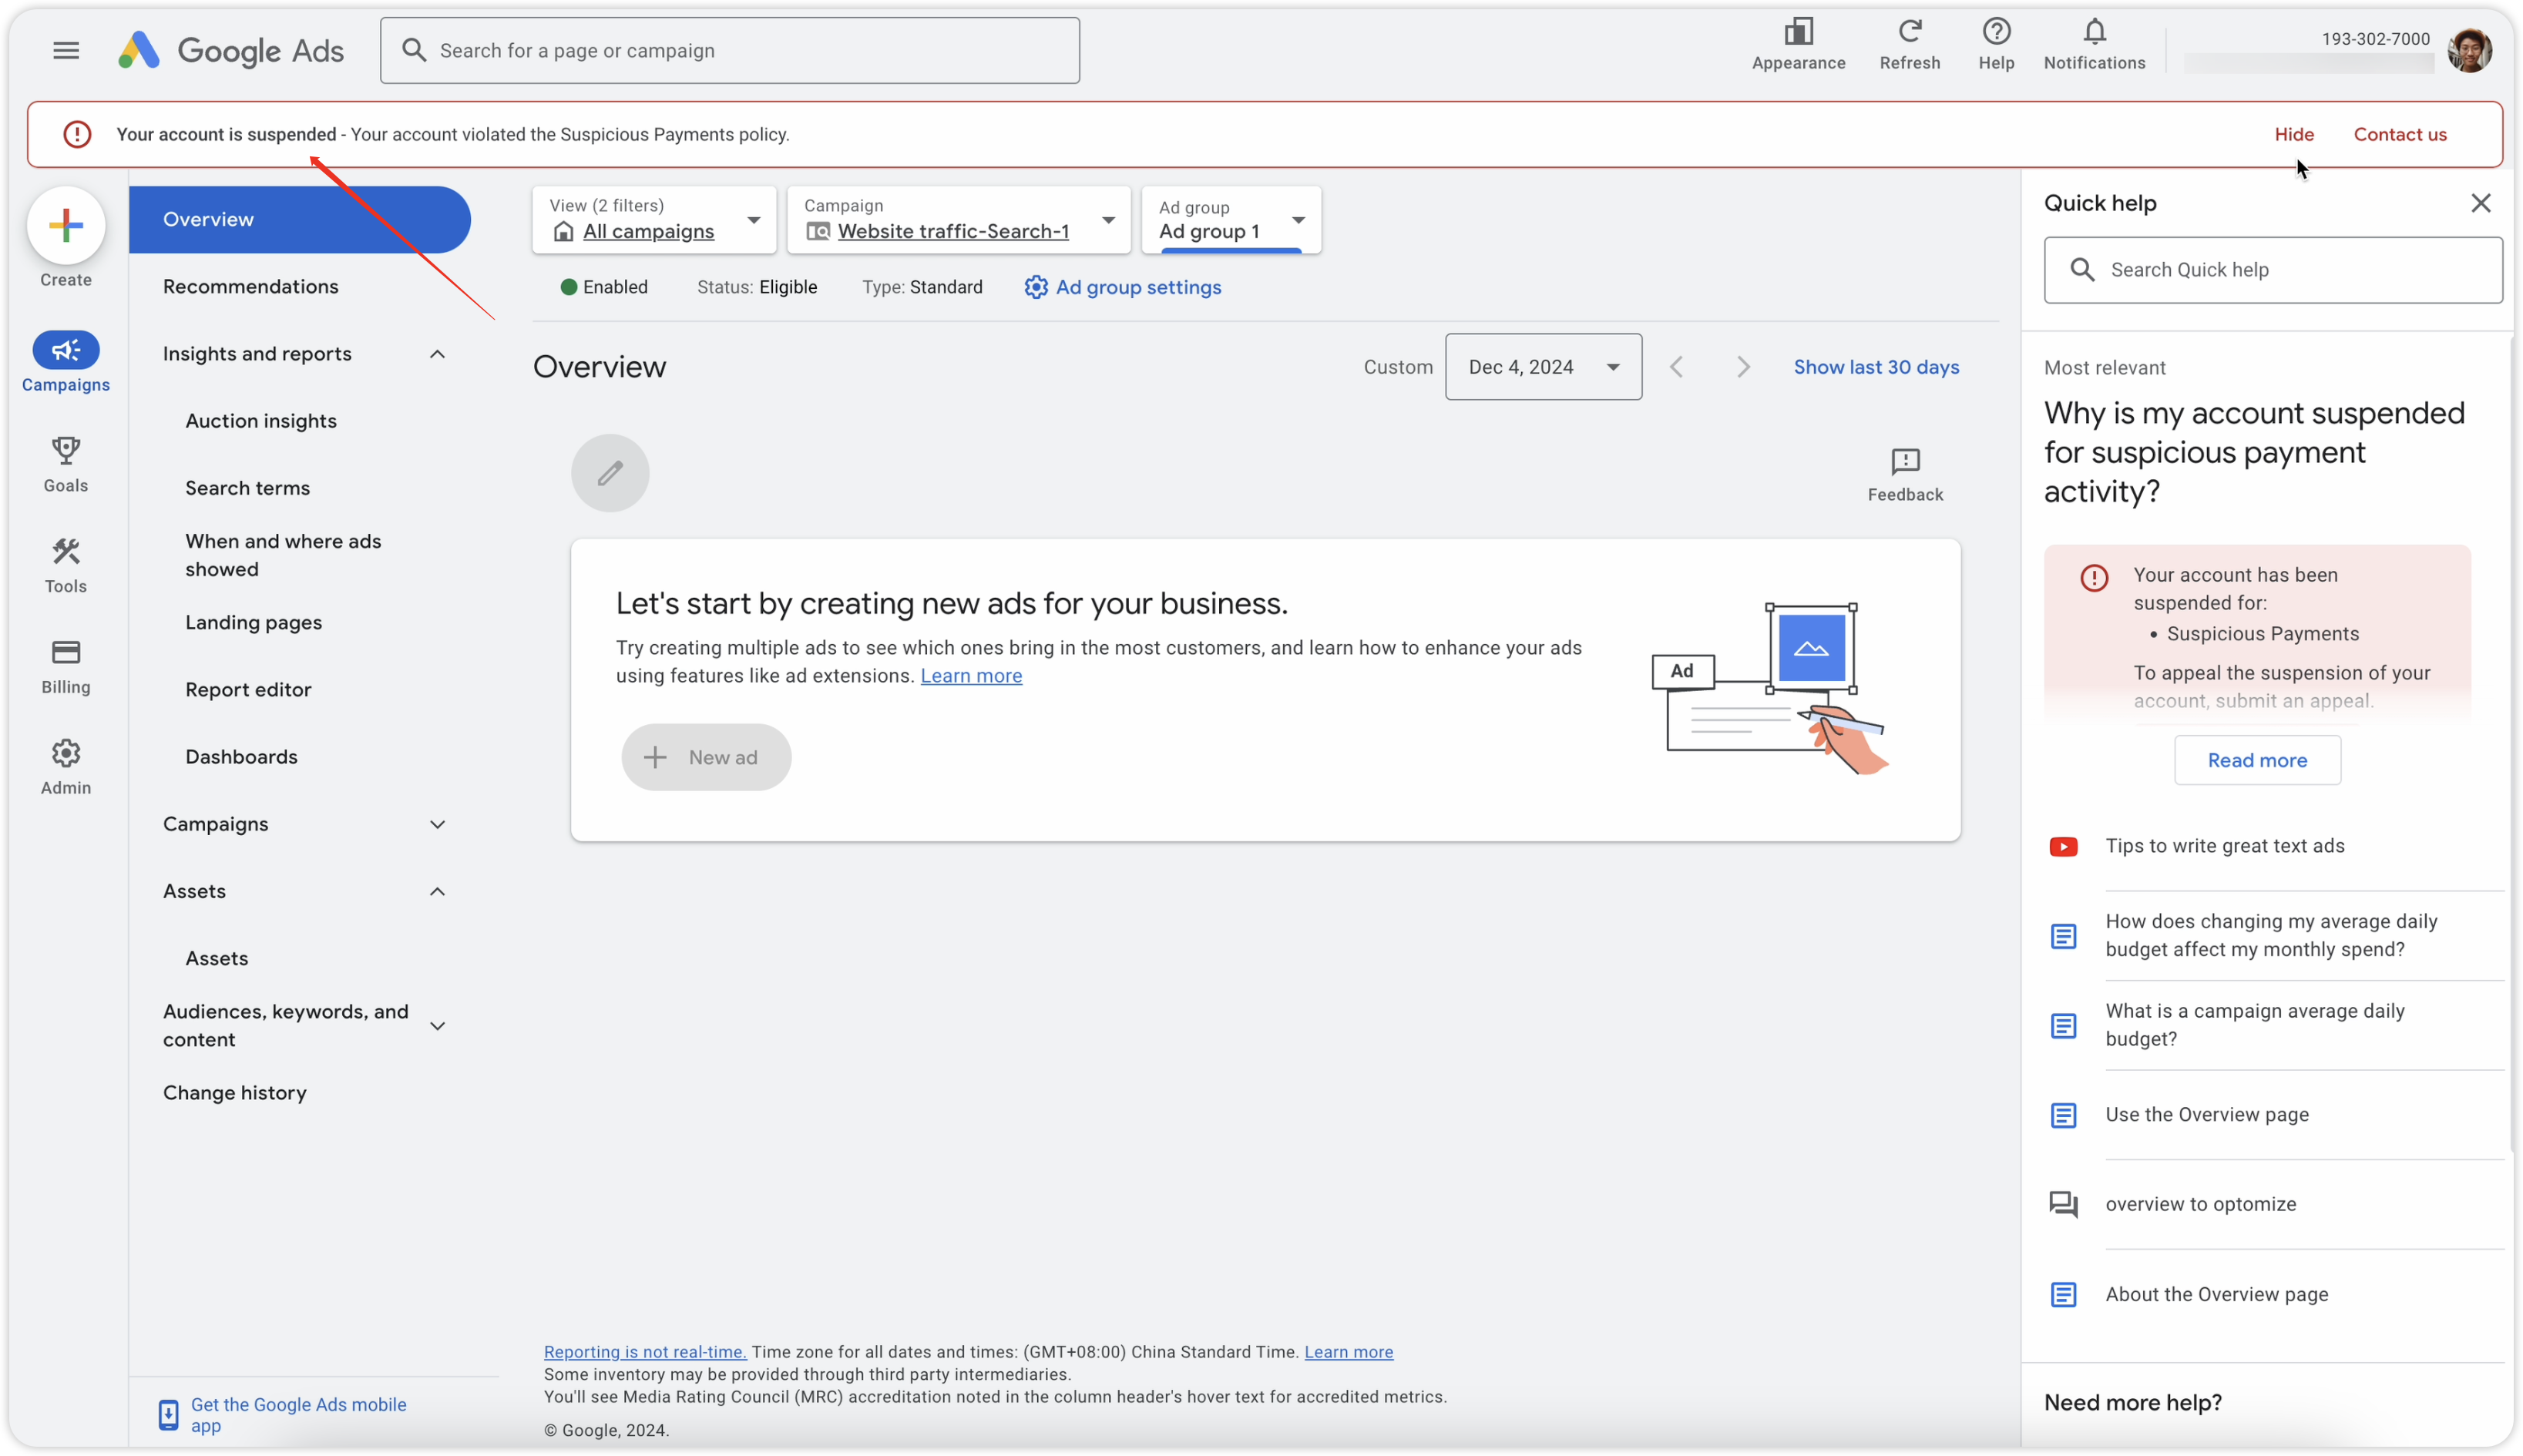 Google Ads
Search for a page or campaign
Appearance
Refresh
Help
Notifications
193-302-7000
Your account is suspended - Your account violated the Suspicious Payments policy.
Hide
Contact us
Create
Campaigns
Goals
Tools
Billing
Admin
Overview
Recommendations
Insights and reports
Auction insights
Search terms
When and where ads
showed
Landing pages
Report editor
Dashboards
Campaigns
Assets
Assets
Audiences, keywords, and
content
Change history
Get the Google Ads mobile
app
View (2 filters)
All campaigns
Campaign
Website traffic-Search-1
Ad group
Ad group 1
Enabled
Status: Eligible
Type: Standard
Ad group settings
Overview
Custom
Dec 4, 2024
Show last 30 days
Feedback
Let's start by creating new ads for your business.
Try creating multiple ads to see which ones bring in the most customers, and learn how to enhance your ads
using features like ad extensions. Learn more
New ad
Ad
Reporting is not real-time. Time zone for all dates and times: (GMT+08:00) China Standard Time. Learn more
Some inventory may be provided through third party intermediaries.
You'll see Media Rating Council (MRC) accreditation noted in the column header's hover text for accredited metrics.
© Google, 2024.
Quick help
Search Quick help
Most relevant
Why is my account suspended
for suspicious payment
activity?
Your account has been
suspended for:
• Suspicious Payments
To appeal the suspension of your
account, submit an appeal.
Read more
Tips to write great text ads
How does changing my average daily
budget affect my monthly spend?
What is a campaign average daily
budget?
Use the Overview page
overview to optomize
About the Overview page
Need more help?